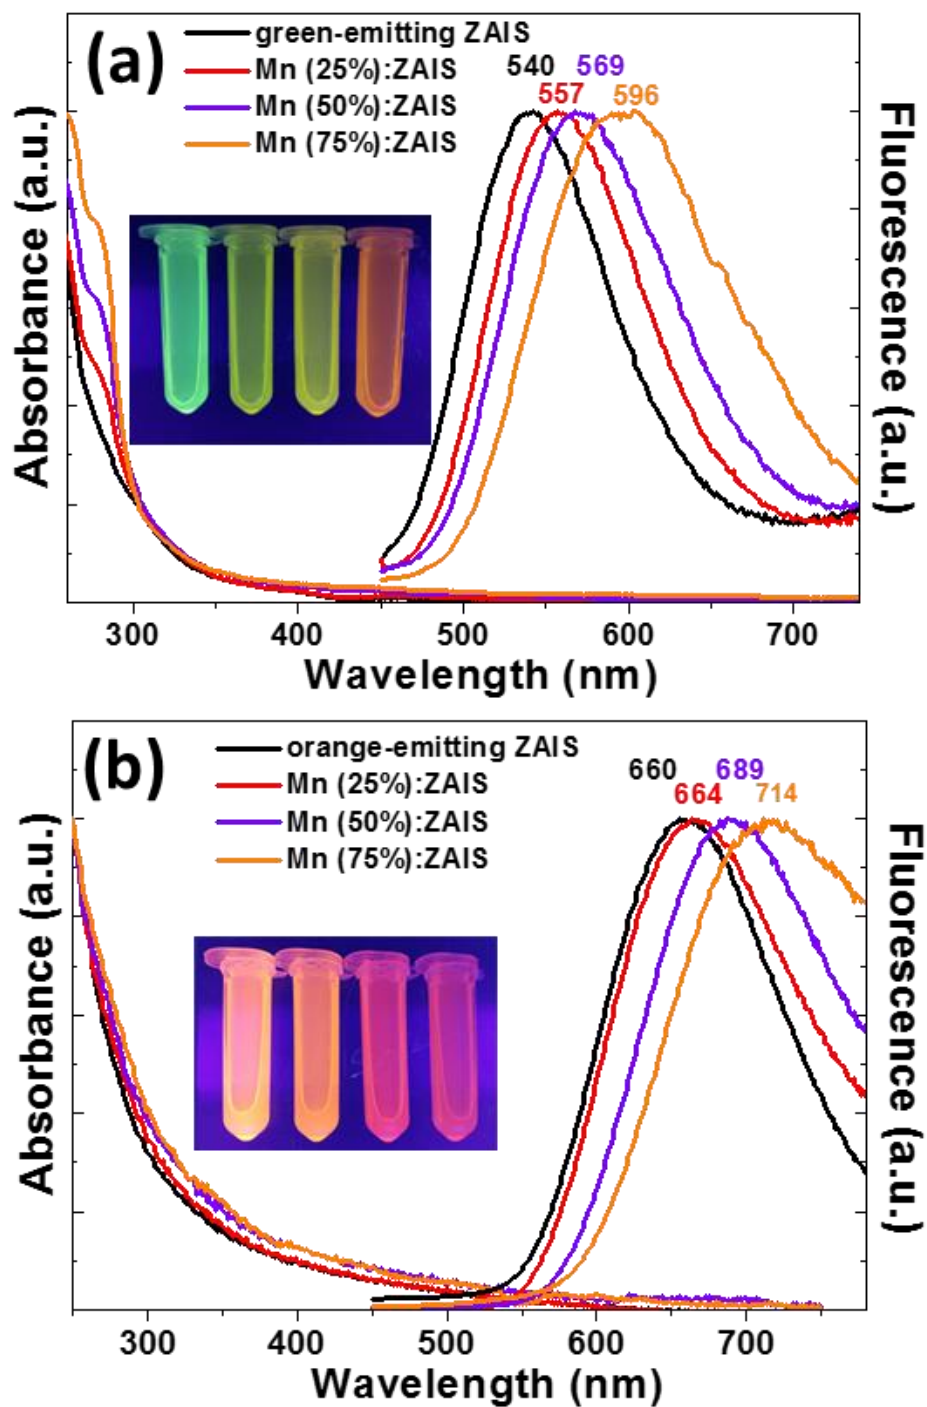 (a)
green-emitting ZAIS
Mn (25%):ZAIS
Mn (50%):ZAIS
Mn (75%):ZAIS
540 569
557 596
Absorbance (a.u.)
Fluorescence (a.u.)
300 400 500 600 700
Wavelength (nm)
(b)
orange-emitting ZAIS
Mn (25%):ZAIS
Mn (50%):ZAIS
Mn (75%):ZAIS
660 689
664 714
Absorbance (a.u.)
Fluorescence (a.u.)
300 400 500 600 700
Wavelength (nm)